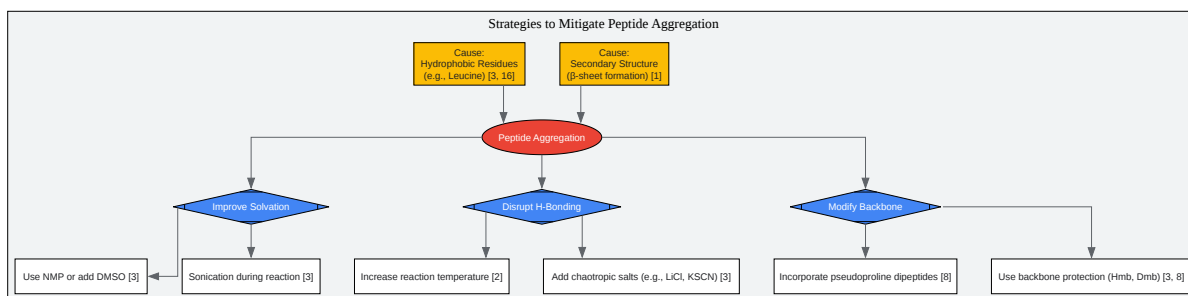 Strategies to Mitigate Peptide Aggregation
Cause:
Hydrophobic Residues
(e.g., Leucine) [3, 16]
Cause:
Secondary Structure
(β-sheet formation) [1]
Peptide Aggregation
Improve Solvation
Disrupt H-Bonding
Modify Backbone
Use NMP or add DMSO [3]
Sonication during reaction [3]
Increase reaction temperature [2]
Add chaotropic salts (e.g., LiCl, KSCN) [3]
Incorporate pseudoproline dipeptides [8]
Use backbone protection (Hmb, Dmb) [3, 8]